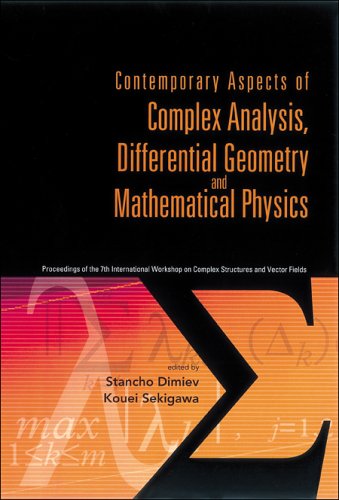 Contemporary Aspects of
Complex Analysis,
Differential Geometry
and
Mathematical Physics
Proceedings of the 7th International Workshop on Complex Structures and Vector Fields
edited by
Stancho Dimiev
Kouei Sekigawa
max
1≤k≤m
j=1,
Σ